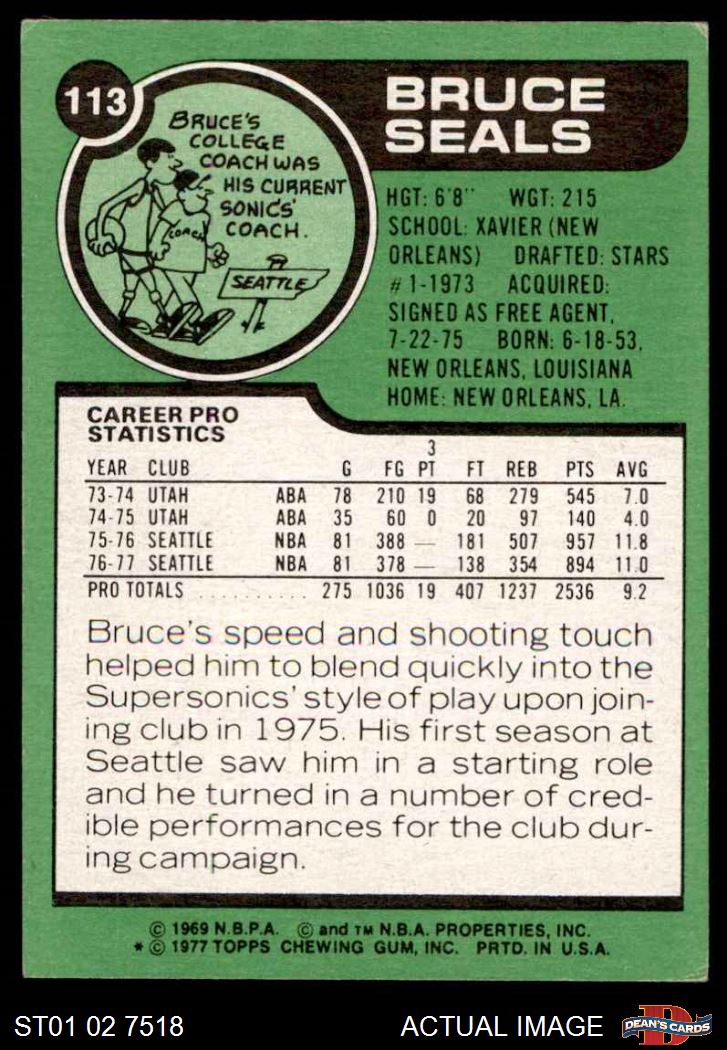 113
BRUCE'S
COLLEGE
COACH WAS
HIS CURRENT
SONICS'
COACH.
COACH
SEATTLE
BRUCE
SEALS
HGT: 6'8" WGT: 215
SCHOOL: XAVIER (NEW
ORLEANS) DRAFTED: STARS
#1-1973 ACQUIRED:
SIGNED AS FREE AGENT,
7-22-75 BORN: 6-18-53,
NEW ORLEANS, LOUISIANA
HOME: NEW ORLEANS, LA.
CAREER PRO
STATISTICS
3
YEAR CLUB G FG PT FT REB PTS AVG
73-74 UTAH ABA 78 210 19 68 279 545 7.0
74-75 UTAH ABA 35 60 0 20 97 140 4.0
75-76 SEATTLE NBA 81 388 — 181 507 957 11.8
76-77 SEATTLE NBA 81 378 — 138 354 894 11.0
PRO TOTALS .......... 275 1036 19 407 1237 2536 9.2
Bruce's speed and shooting touch
helped him to blend quickly into the
Supersonics' style of play upon join-
ing club in 1975. His first season at
Seattle saw him in a starting role
and he turned in a number of cred-
ible performances for the club dur-
ing campaign.
© 1969 N.B.P.A. © and TM N.B.A. PROPERTIES, INC.
* © 1977 TOPPS CHEWING GUM, INC. PRTD. IN U.S.A.
ST01 02 7518 ACTUAL IMAGE
D
DEAN'S CARDS